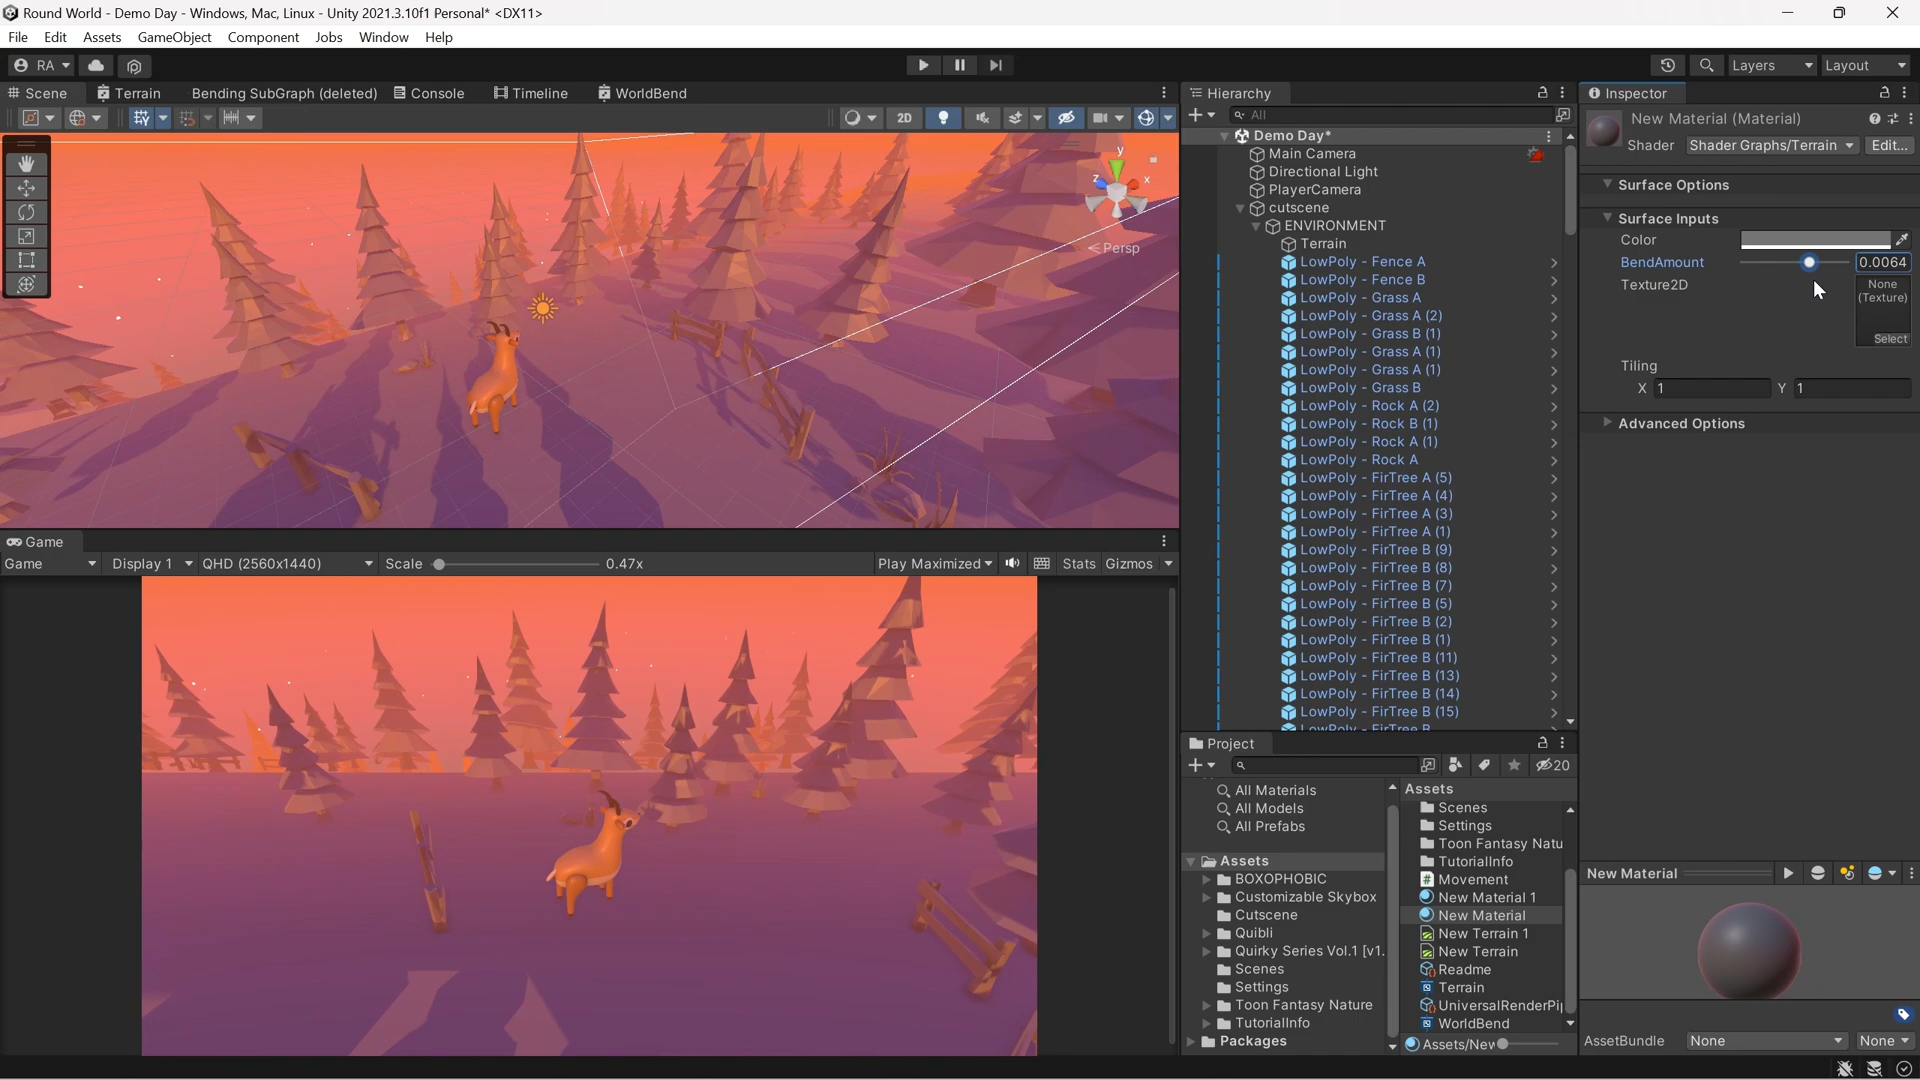 Round World - Demo Day - Windows, Mac, Linux - Unity 2021.3.10f1 Personal* <DX11>
File Edit Assets GameObject Component Jobs Window Help
RA
Layers Layout
Scene Terrain Bending SubGraph (deleted) Console Timeline WorldBend
2D
y
z
x
Persp
Game
Game Display 1 QHD (2560x1440) Scale 0.47x Play Maximized Stats Gizmos
Hierarchy
All
Demo Day*
Main Camera
Directional Light
PlayerCamera
cutscene
ENVIRONMENT
Terrain
LowPoly - Fence A
LowPoly - Fence B
LowPoly - Grass A
LowPoly - Grass A (2)
LowPoly - Grass B (1)
LowPoly - Grass A (1)
LowPoly - Grass A (1)
LowPoly - Grass B
LowPoly - Rock A (2)
LowPoly - Rock B (1)
LowPoly - Rock A (1)
LowPoly - Rock A
LowPoly - FirTree A (5)
LowPoly - FirTree A (4)
LowPoly - FirTree A (3)
LowPoly - FirTree A (1)
LowPoly - FirTree B (9)
LowPoly - FirTree B (8)
LowPoly - FirTree B (7)
LowPoly - FirTree B (5)
LowPoly - FirTree B (2)
LowPoly - FirTree B (1)
LowPoly - FirTree B (11)
LowPoly - FirTree B (13)
LowPoly - FirTree B (14)
LowPoly - FirTree B (15)
LowPoly - FirTree B
Project
20
All Materials
All Models
All Prefabs
Assets
BOXOPHOBIC
Customizable Skybox
Cutscene
Quibli
Quirky Series Vol.1 [v1.
Scenes
Settings
Toon Fantasy Nature
TutorialInfo
Packages
Assets
Scenes
Settings
Toon Fantasy Natu
TutorialInfo
Movement
New Material 1
New Material
New Terrain 1
New Terrain
Readme
Terrain
UniversalRenderPi
WorldBend
Assets/New
Inspector
New Material (Material)
Shader Shader Graphs/Terrain Edit...
Surface Options
Surface Inputs
Color
BendAmount 0.0064
Texture2D
None
(Texture)
Select
Tiling
X 1 Y 1
Advanced Options
New Material
AssetBundle None None